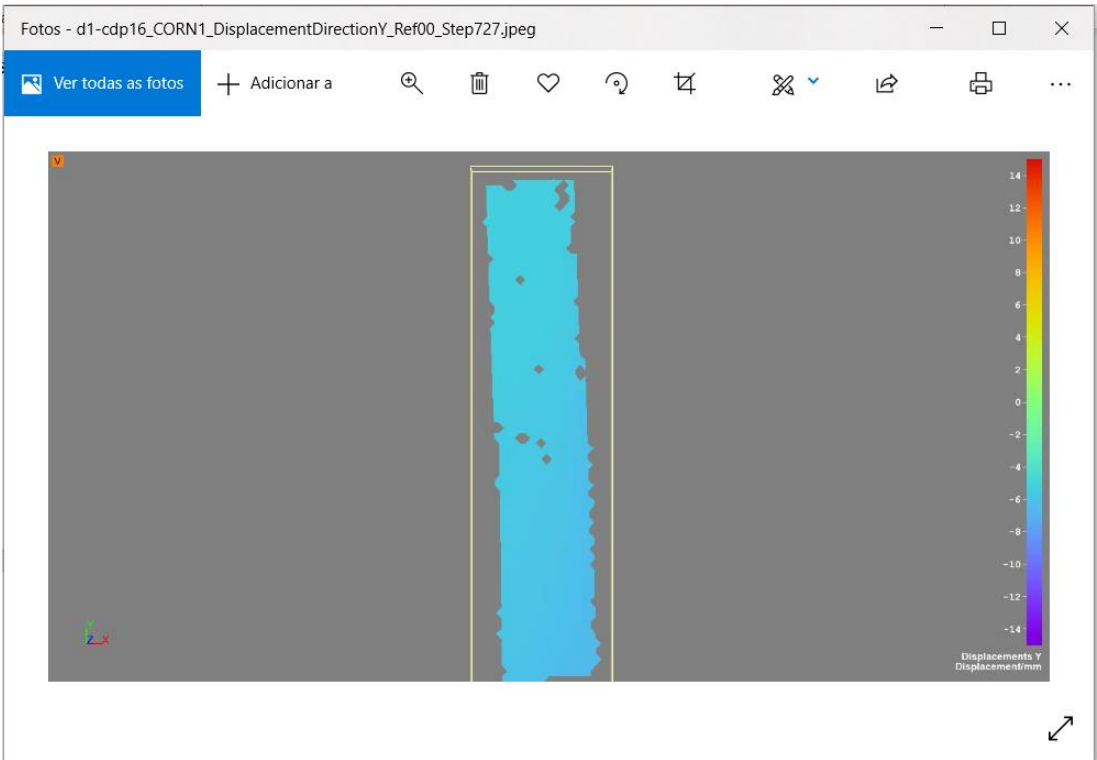 Fotos - d1-cdp16_CORN1_DisplacementDirectionY_Ref00_Step727.jpeg
Ver todas as fotos
Adicionar a
V
14
12
10
8
6
4
2
0
-2
-4
-6
-8
-10
-12
-14
Y
Z X
Displacements Y
Displacement/mm